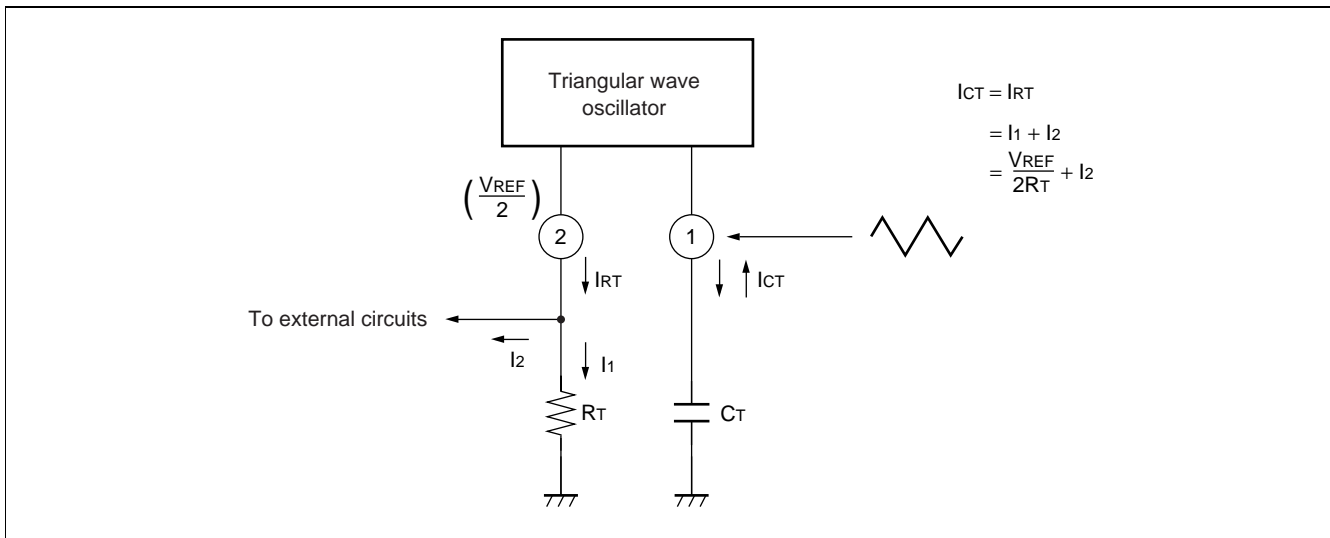 Triangular wave
oscillator
ICT = IRT
= I1 + I2
= VREF/2RT + I2
(VREF/2)
2
1
IRT
ICT
To external circuits
I2
I1
RT
CT